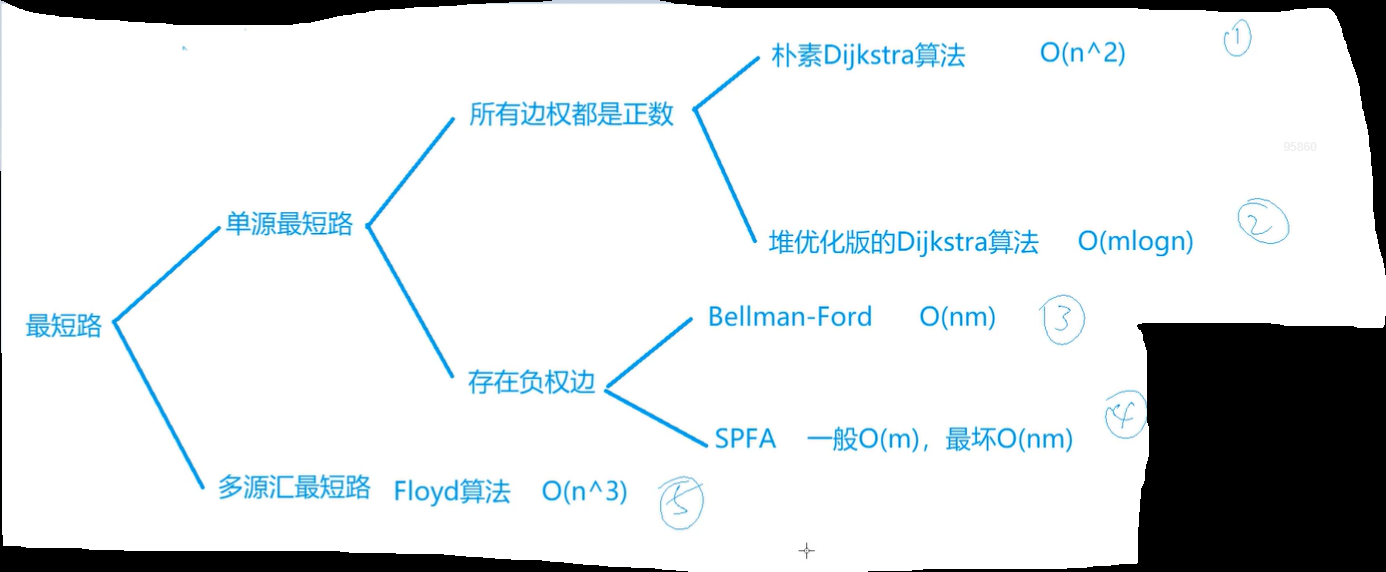 朴素Dijkstra算法 O(n^2) ①
所有边权都是正数
95860
单源最短路
堆优化版的Dijkstra算法 O(mlogn) ②
最短路
Bellman-Ford O(nm) ③
存在负权边
SPFA 一般O(m)，最坏O(nm) ④
多源汇最短路 Floyd算法 O(n^3) ⑤